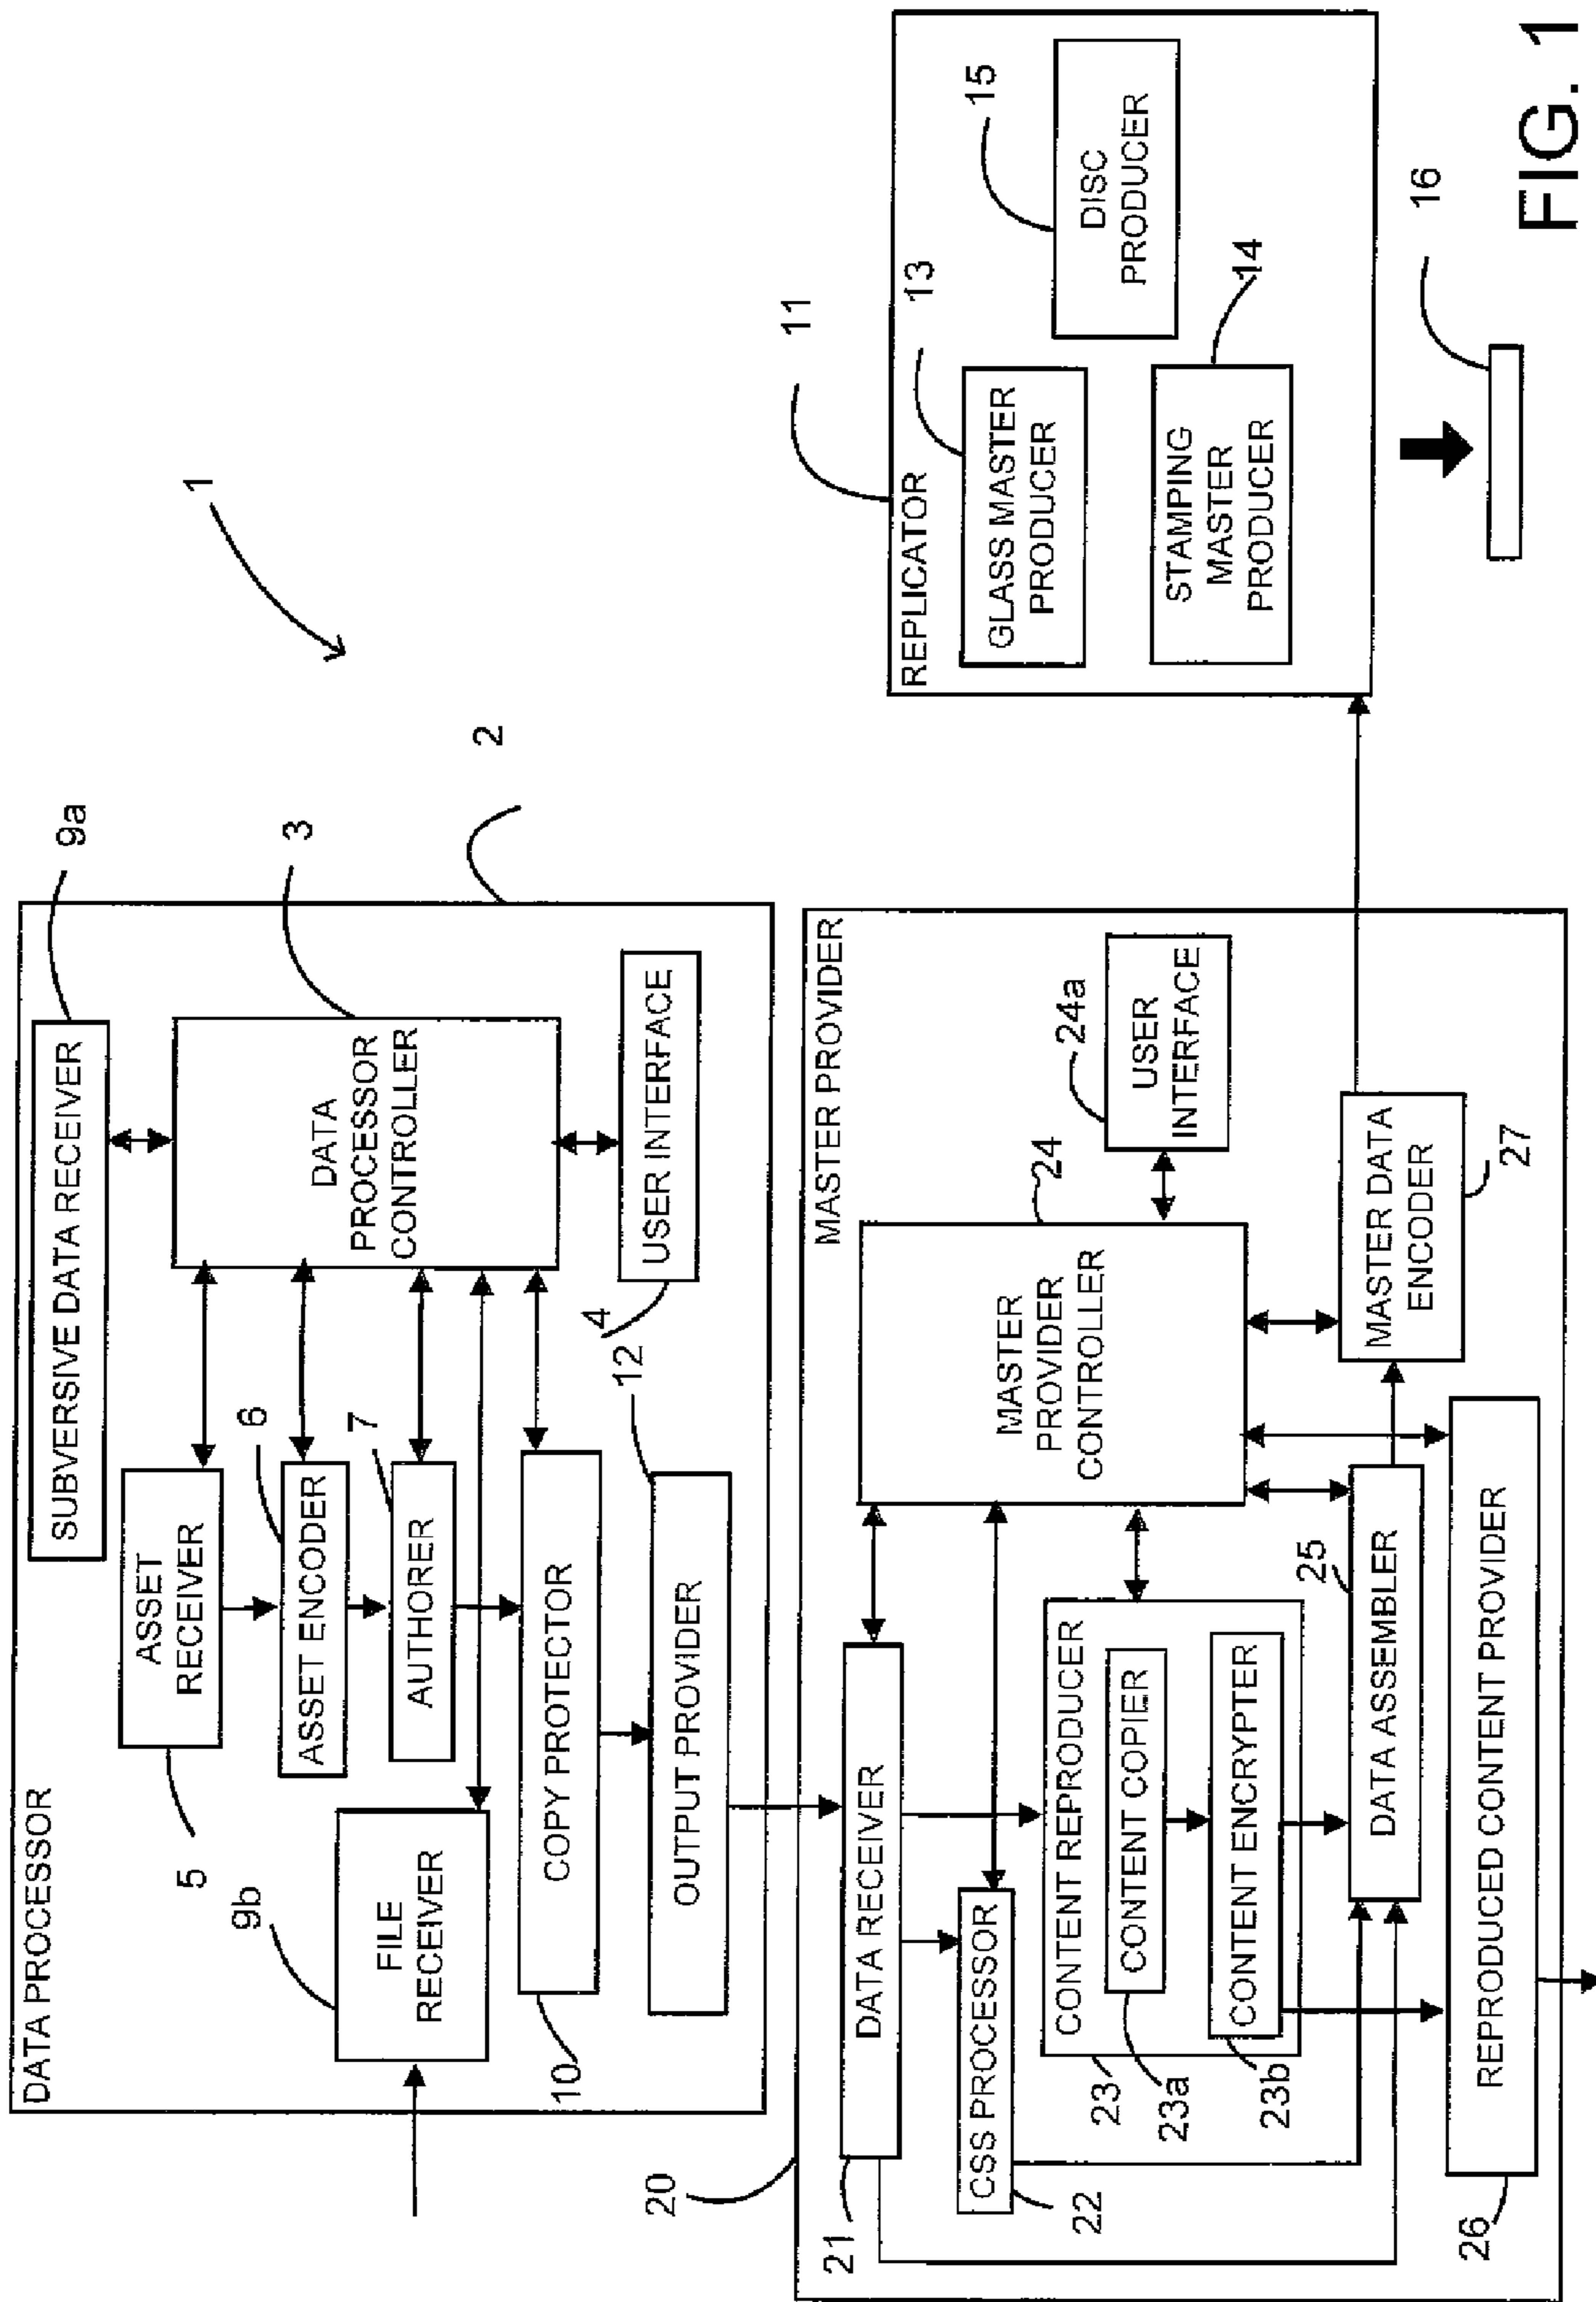 1
DATA PROCESSOR
SUBVERSIVE DATA RECEIVER
9a
ASSET
RECEIVER
5
ASSET ENCODER
6
AUTHORER
7
DATA
PROCESSOR
CONTROLLER
3
2
FILE
RECEIVER
9b
COPY PROTECTOR
10
USER INTERFACE
4
OUTPUT PROVIDER
12
MASTER PROVIDER
20
DATA RECEIVER
21
CSS PROCESSOR
22
CONTENT REPRODUCER
23
CONTENT COPIER
23a
CONTENT ENCRYPTER
23b
MASTER
PROVIDER
CONTROLLER
24
USER
INTERFACE
24a
DATA ASSEMBLER
25
REPRODUCED CONTENT PROVIDER
26
MASTER DATA
ENCODER
27
REPLICATOR
11
GLASS MASTER
PRODUCER
13
STAMPING
MASTER
PRODUCER
14
DISC
PRODUCER
15
16
FIG. 1